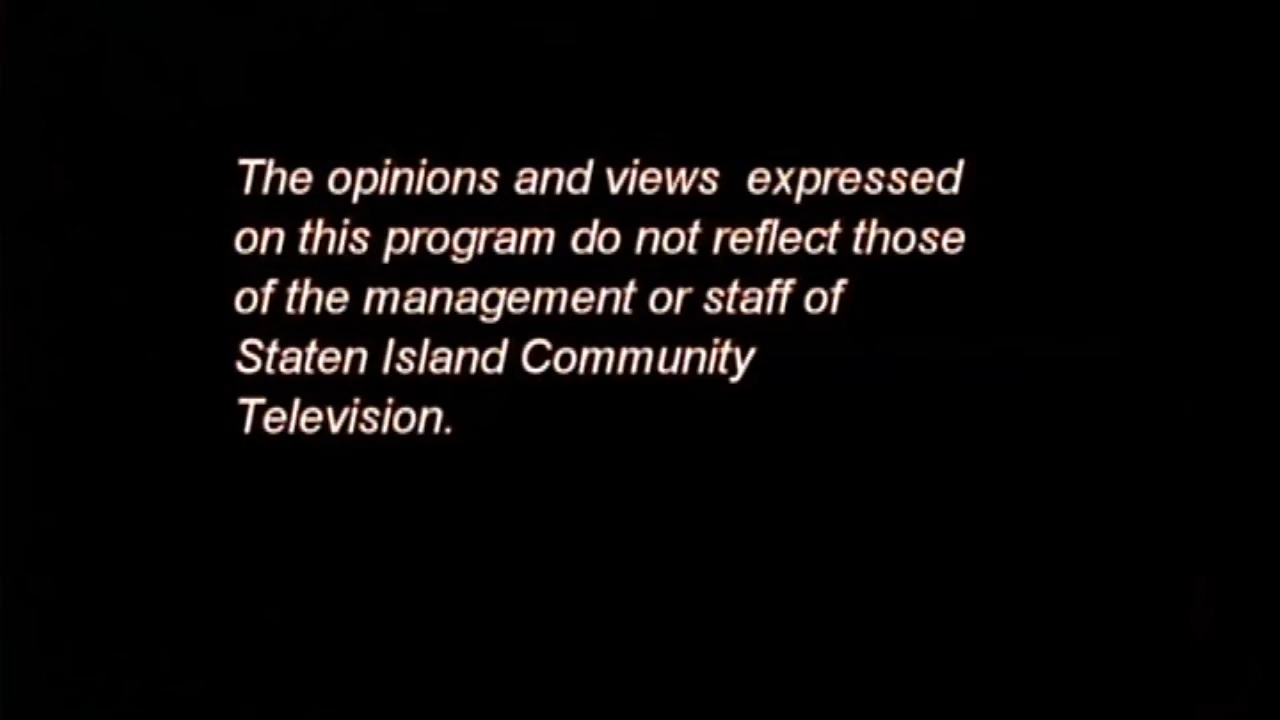 The opinions and views  expressed
on this program do not reflect those
of the management or staff of
Staten Island Community
Television.